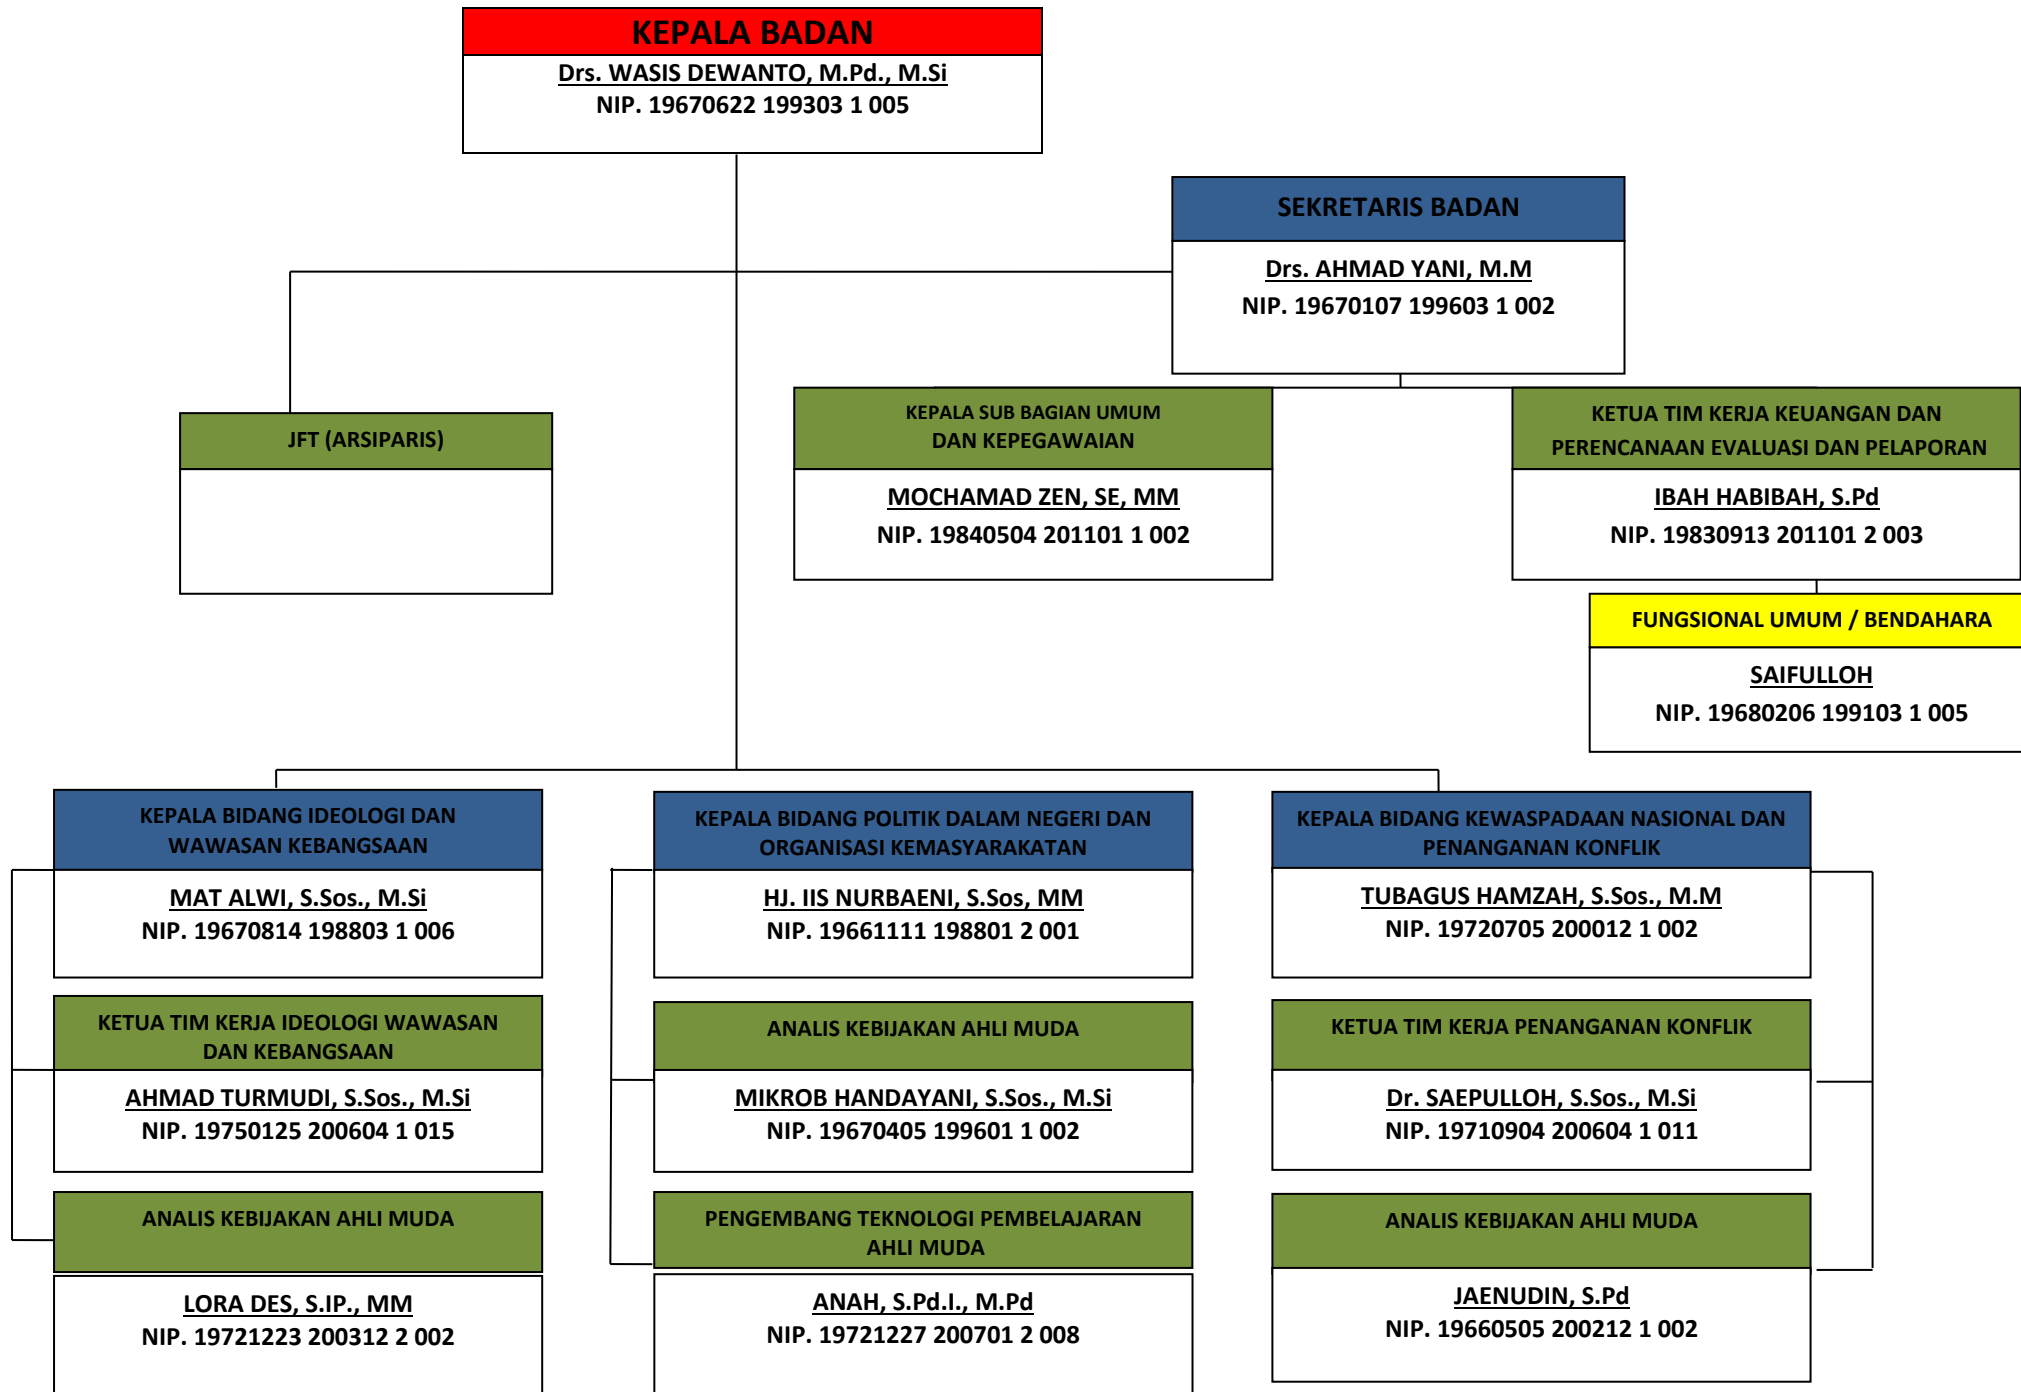 KEPALA BADAN
Drs. WASIS DEWANTO, M.Pd., M.Si
NIP. 19670622 199303 1 005
SEKRETARIS BADAN
Drs. AHMAD YANI, M.M
NIP. 19670107 199603 1 002
JFT (ARSIPARIS)
KEPALA SUB BAGIAN UMUM
DAN KEPEGAWAIAN
MOCHAMAD ZEN, SE, MM
NIP. 19840504 201101 1 002
KETUA TIM KERJA KEUANGAN DAN
PERENCANAAN EVALUASI DAN PELAPORAN
IBAH HABIBAH, S.Pd
NIP. 19830913 201101 2 003
FUNGSIONAL UMUM / BENDAHARA
SAIFULLOH
NIP. 19680206 199103 1 005
KEPALA BIDANG IDEOLOGI DAN
WAWASAN KEBANGSAAN
MAT ALWI, S.Sos., M.Si
NIP. 19670814 198803 1 006
KETUA TIM KERJA IDEOLOGI WAWASAN
DAN KEBANGSAAN
AHMAD TURMUDI, S.Sos., M.Si
NIP. 19750125 200604 1 015
ANALIS KEBIJAKAN AHLI MUDA
LORA DES, S.IP., MM
NIP. 19721223 200312 2 002
KEPALA BIDANG POLITIK DALAM NEGERI DAN
ORGANISASI KEMASYARAKATAN
HJ. IIS NURBAENI, S.Sos, MM
NIP. 19661111 198801 2 001
ANALIS KEBIJAKAN AHLI MUDA
MIKROB HANDAYANI, S.Sos., M.Si
NIP. 19670405 199601 1 002
PENGEMBANG TEKNOLOGI PEMBELAJARAN
AHLI MUDA
ANAH, S.Pd.I., M.Pd
NIP. 19721227 200701 2 008
KEPALA BIDANG KEWASPADAAN NASIONAL DAN
PENANGANAN KONFLIK
TUBAGUS HAMZAH, S.Sos., M.M
NIP. 19720705 200012 1 002
KETUA TIM KERJA PENANGANAN KONFLIK
Dr. SAEPULLOH, S.Sos., M.Si
NIP. 19710904 200604 1 011
ANALIS KEBIJAKAN AHLI MUDA
JAENUDIN, S.Pd
NIP. 19660505 200212 1 002